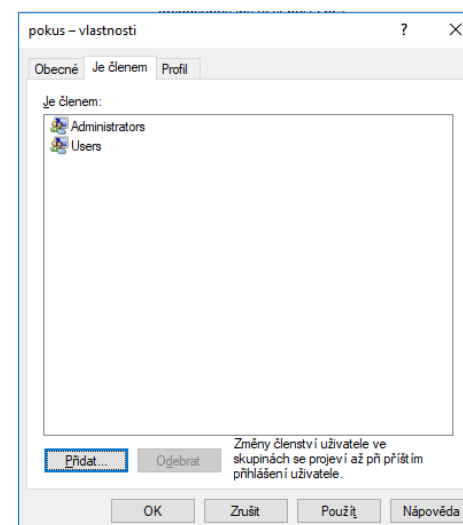 pokus – vlastnosti
?
Obecné
Je členem
Profil
Je členem:
Administrators
Users
Přidat...
Odebrat
Změny členství uživatele ve
skupinách se projeví až při příštím
přihlášení uživatele.
OK
Zrušit
Použít
Nápověda